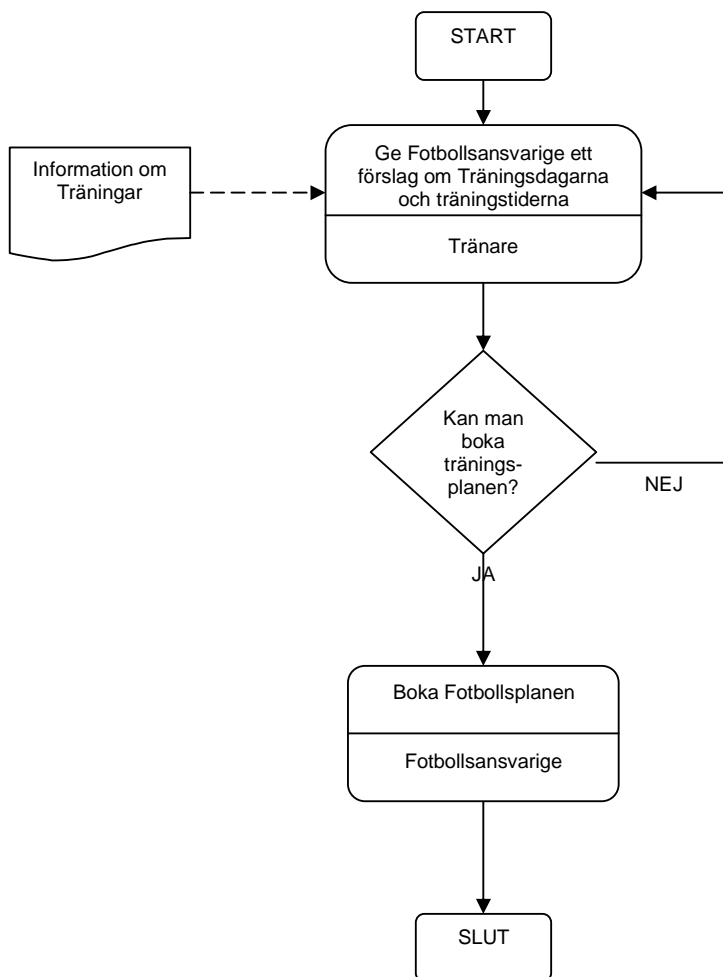 START
Ge Fotbollsansvarige ett
förslag om Träningsdagarna
och träningstiderna
Tränare
Information om
Träningar
Kan man
boka
tränings-
planen?
NEJ
JA
Boka Fotbollsplanen
Fotbollsansvarige
SLUT